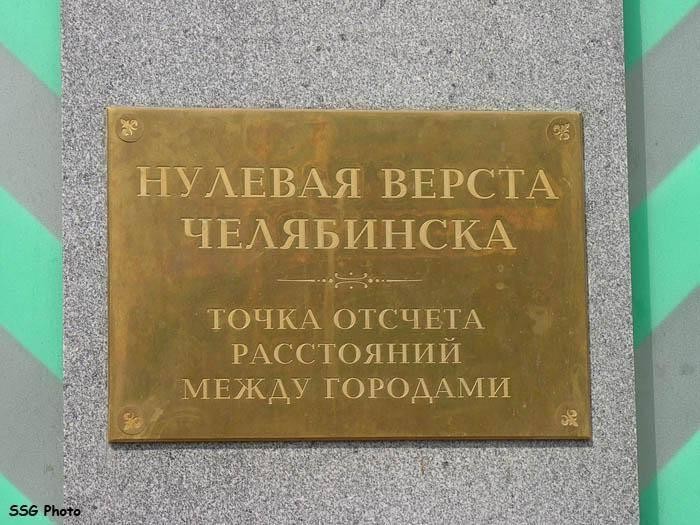 НУЛЕВАЯ ВЕРСТА
ЧЕЛЯБИНСКА
ТОЧКА ОТСЧЕТА
РАССТОЯНИЙ
МЕЖДУ ГОРОДАМИ
SSG Photo